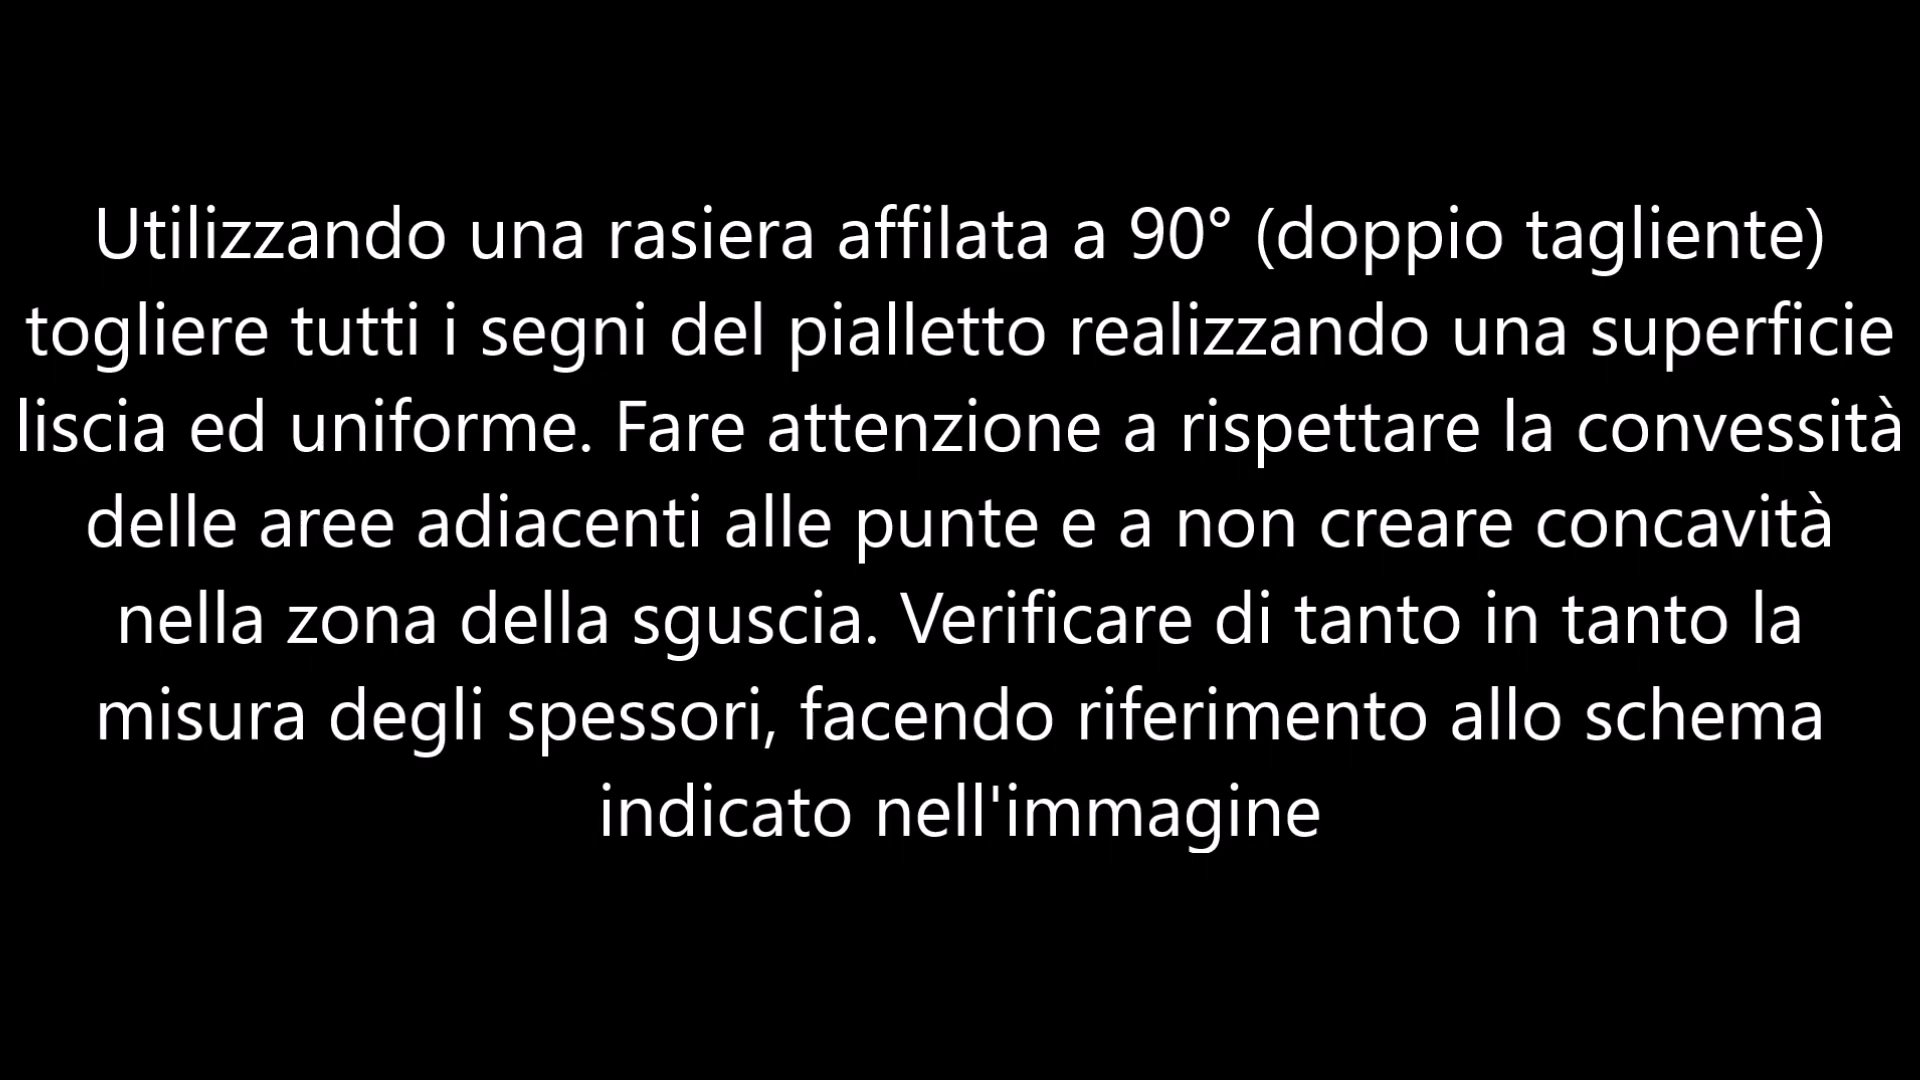 Utilizzando una rasiera affilata a 90° (doppio tagliente)
togliere tutti i segni del pialletto realizzando una superficie
liscia ed uniforme. Fare attenzione a rispettare la convessità
delle aree adiacenti alle punte e a non creare concavità
nella zona della sguscia. Verificare di tanto in tanto la
misura degli spessori, facendo riferimento allo schema
indicato nell'immagine